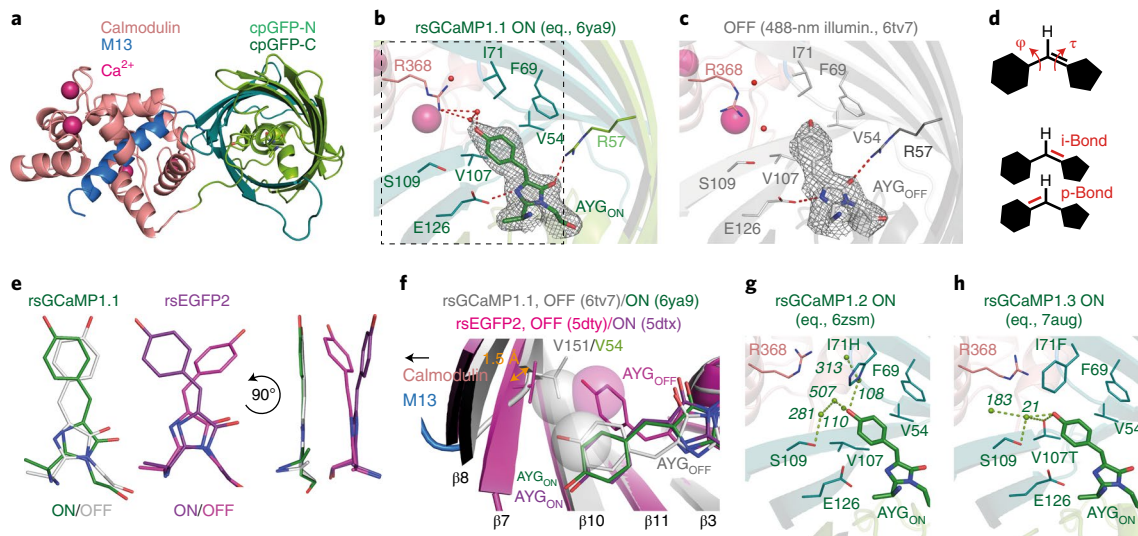 a
Calmodulin
M13
Ca2+
cpGFP-N
cpGFP-C
b
rsGCaMP1.1 ON (eq., 6ya9)
I71
R368
F69
V54
R57
S109
V107
E126
AYGON
c
OFF (488-nm illumin., 6tv7)
I71
R368
F69
V54
R57
S109
V107
E126
AYGOFF
d
H
φ
τ
H
i-Bond
H
p-Bond
e
rsGCaMP1.1
rsEGFP2
90°
ON/OFF
ON/OFF
f
rsGCaMP1.1, OFF (6tv7)/ON (6ya9)
rsEGFP2, OFF (5dty)/ON (5dtx)
V151/V54
1.5 Å
Calmodulin
M13
AYGOFF
AYGOFF
AYGON
AYGON
β8
β7
β10
β11
β3
g
rsGCaMP1.2 ON
(eq., 6zsm)
I71H
R368
313
F69
507
108
281
110
V54
S109
V107
E126
AYGON
h
rsGCaMP1.3 ON
(eq., 7aug)
I71F
R368
F69
183
21
V54
S109
V107T
E126
AYGON